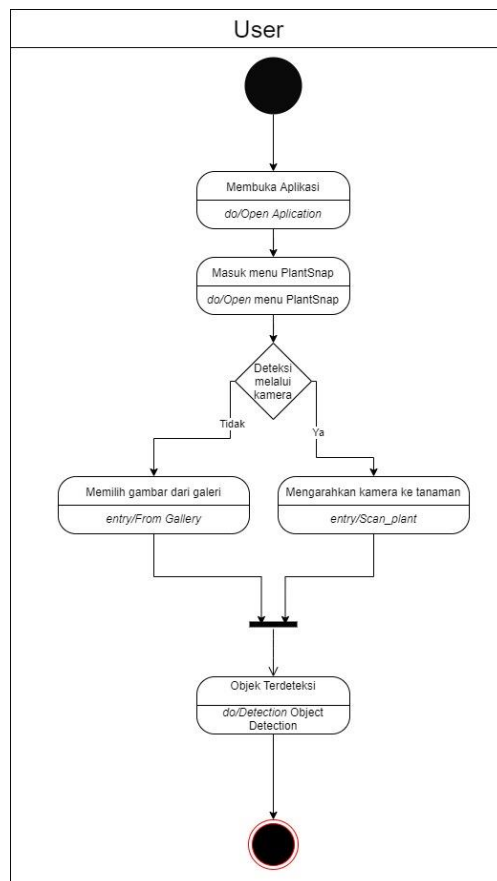 User
Membuka Aplikasi
do/Open Aplication
Masuk menu PlantSnap
do/Open menu PlantSnap
Deteksi
melalui
kamera
Tidak
Ya
Memilih gambar dari galeri
entry/From Gallery
Mengarahkan kamera ke tanaman
entry/Scan_plant
Objek Terdeteksi
do/Detection Object
Detection